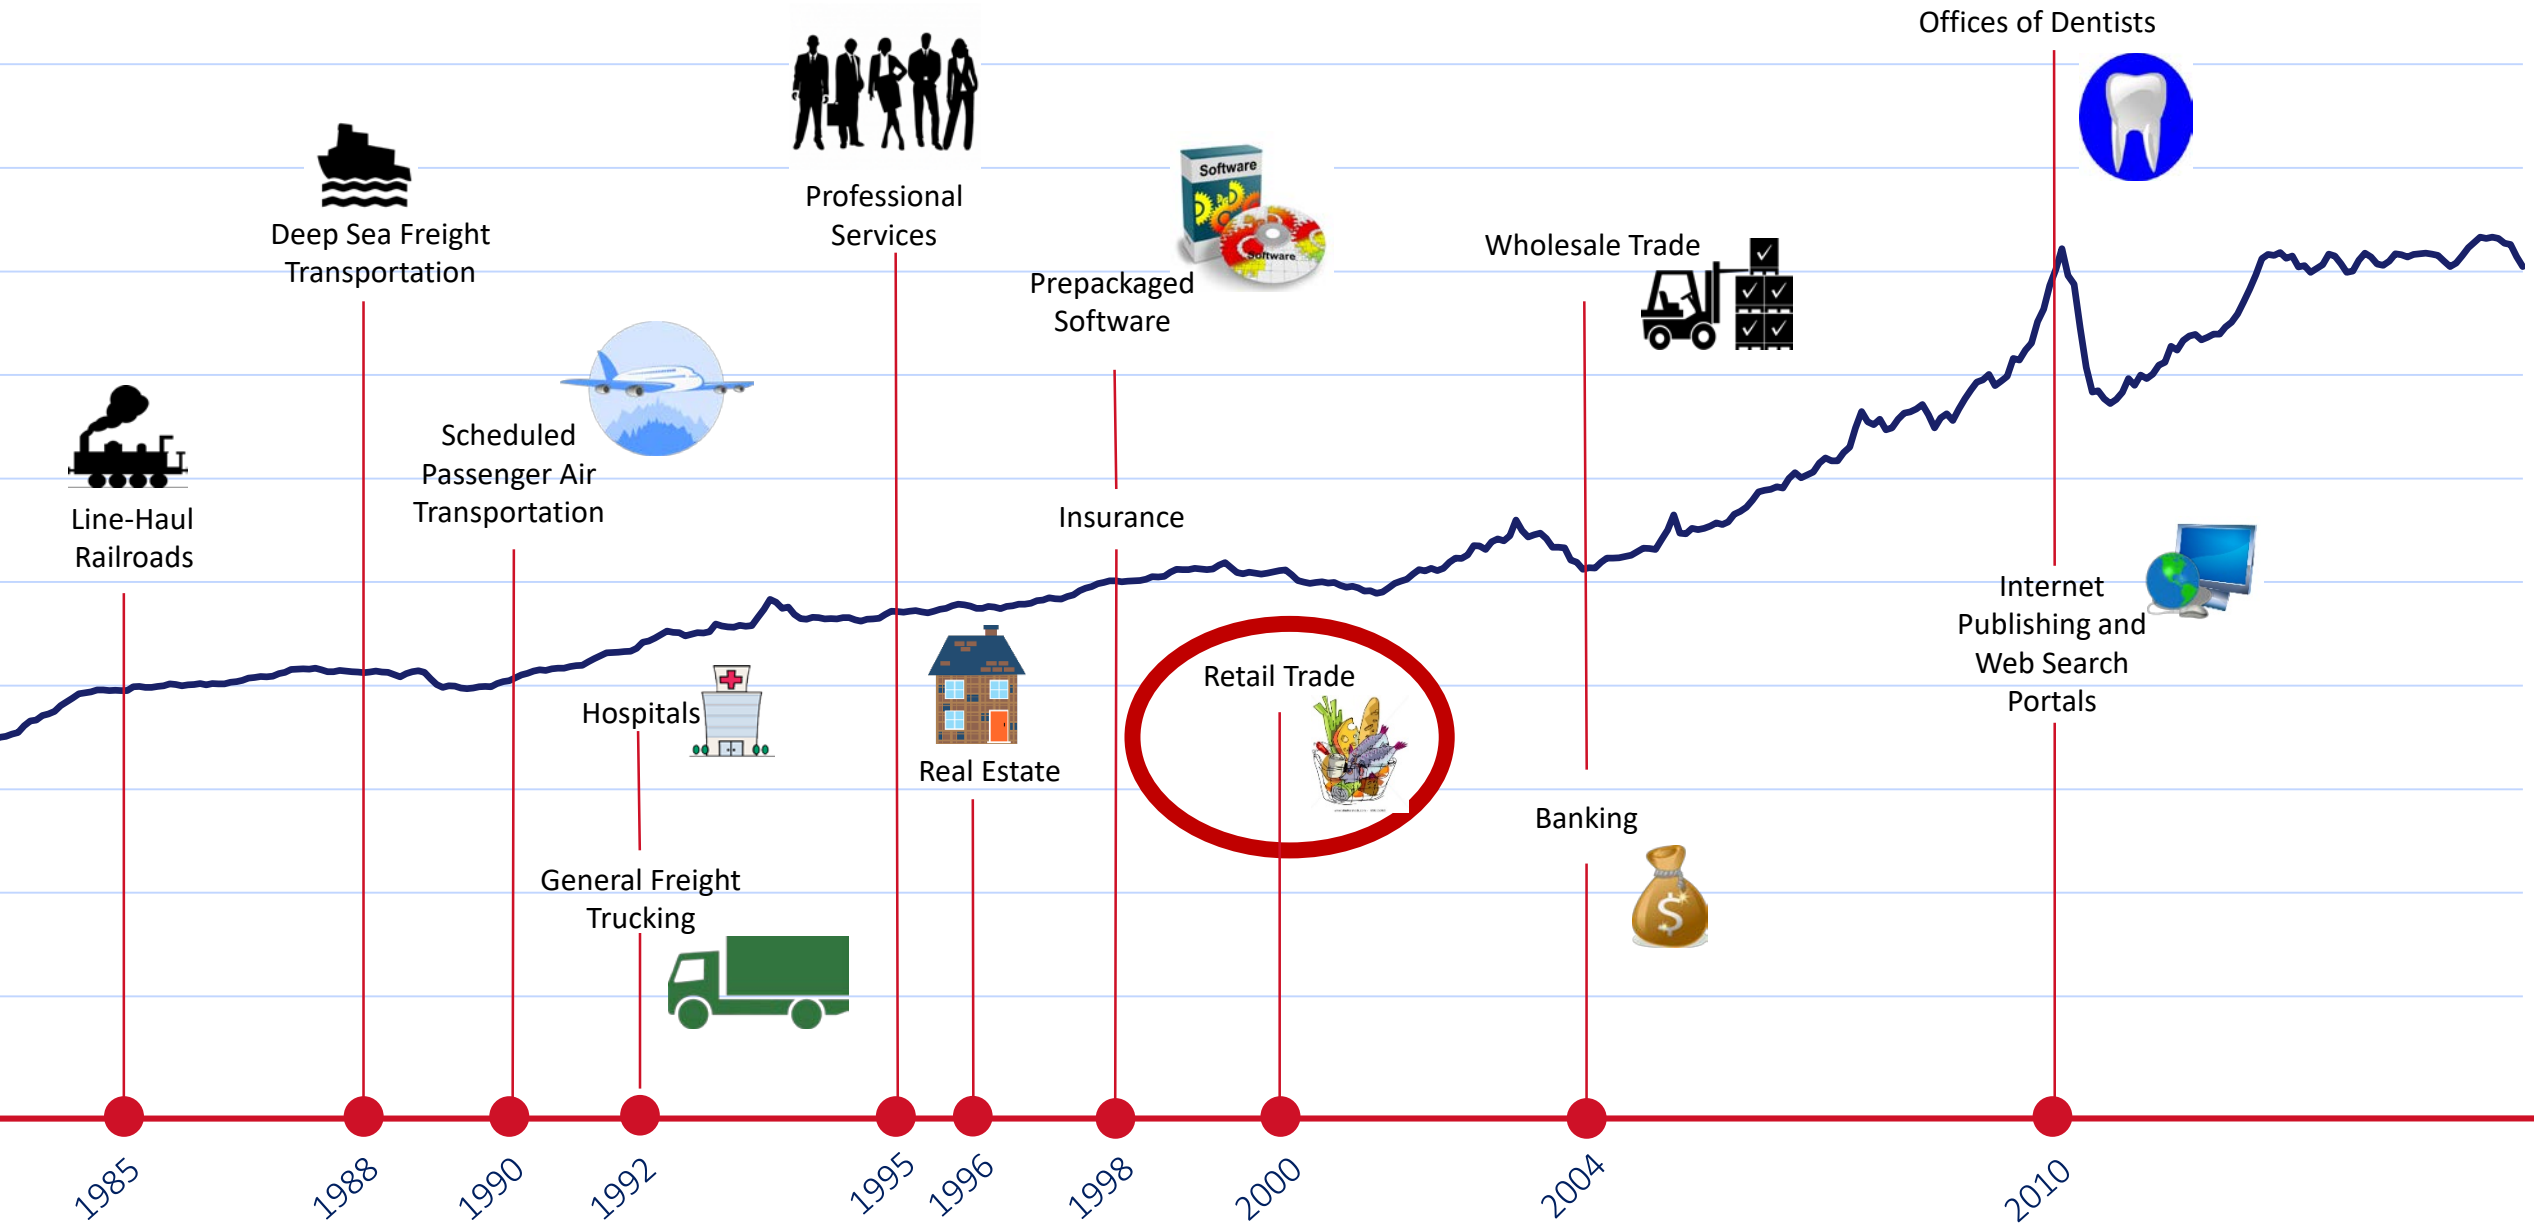 Offices of Dentists
Software
Software
Professional
Services
Deep Sea Freight
Transportation
Wholesale Trade
Prepackaged
Software
Scheduled
Passenger Air
Transportation
Line-Haul
Railroads
Insurance
Internet
Publishing and
Web Search
Portals
Retail Trade
Hospitals
Real Estate
$
Banking
General Freight
Trucking
1985
1988
1990
1992
1995
1996
1998
2000
2004
2010